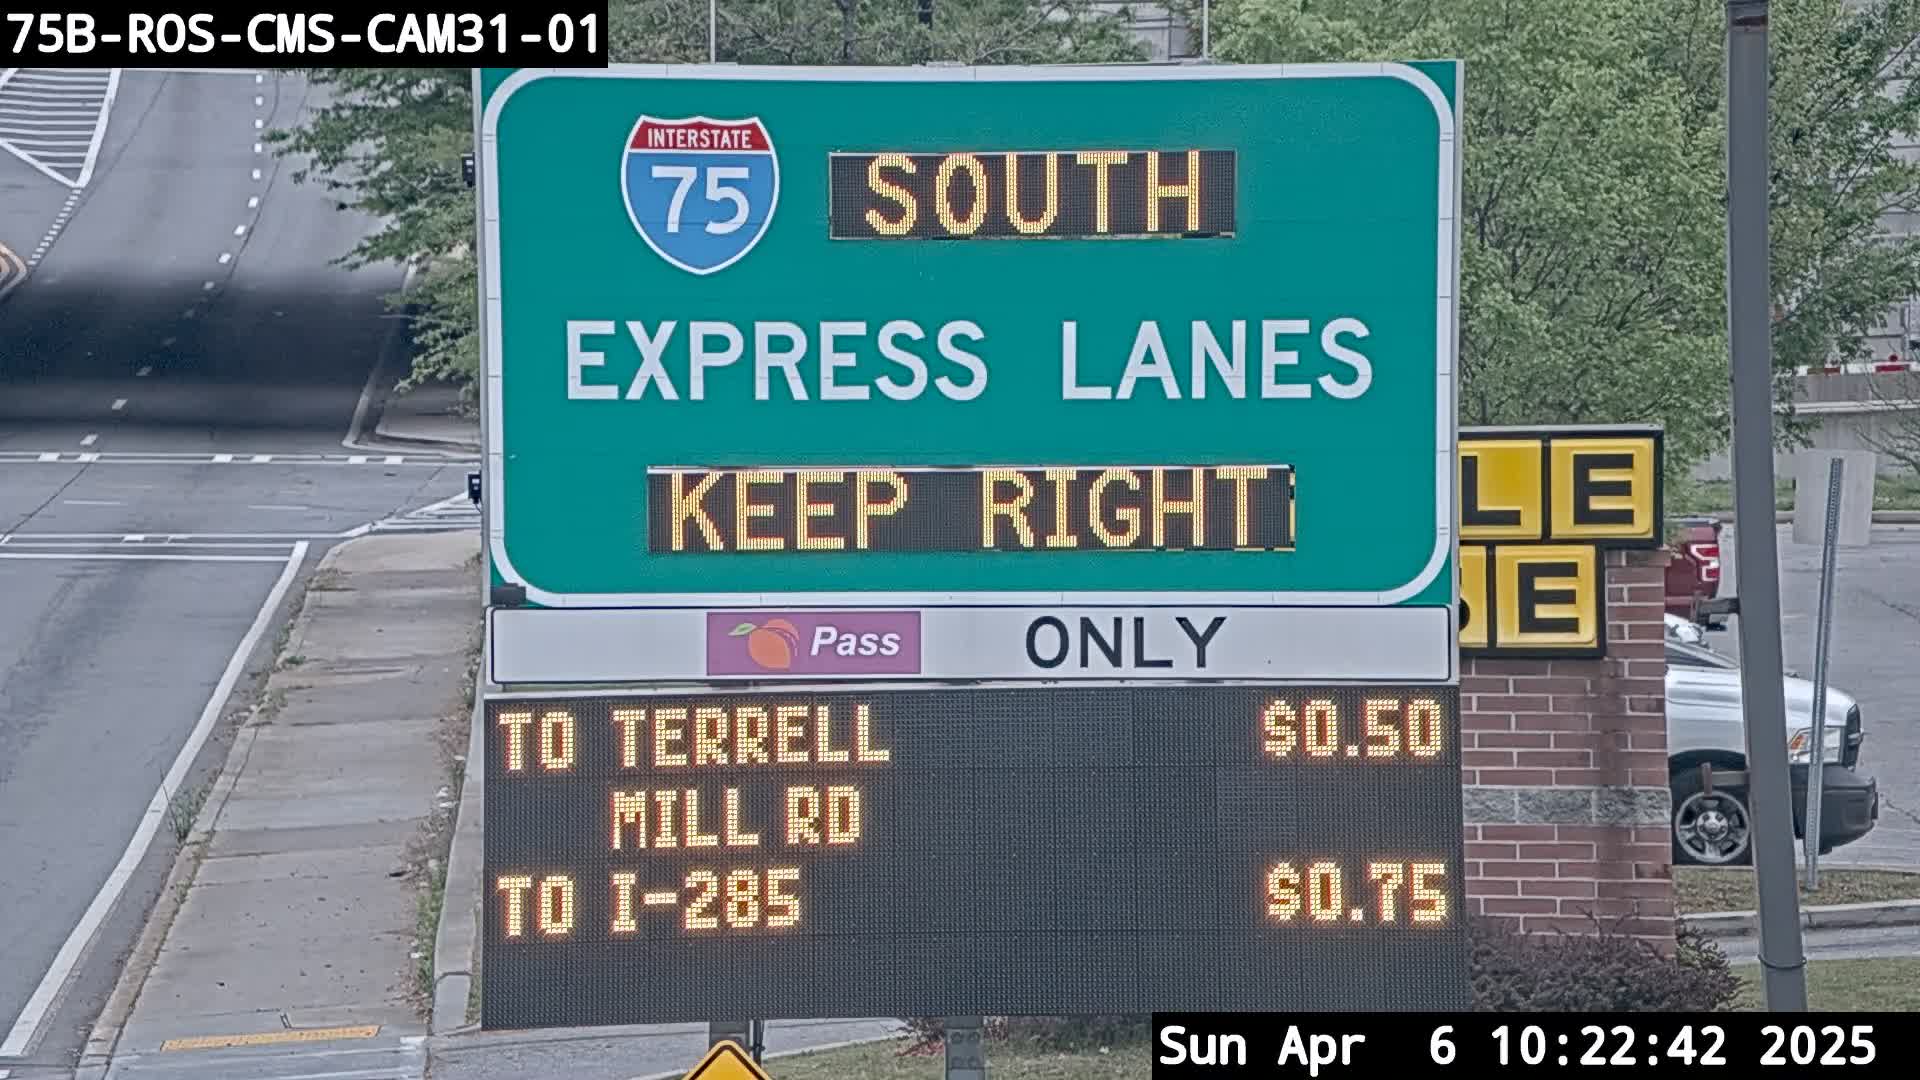 75B-ROS-CMS-CAM31-01
INTERSTATE
75
SOUTH
EXPRESS LANES
KEEP RIGHT
Pass ONLY
LE
E
TO TERRELL $0.50
MILL RD
TO I-285 $0.75
Sun Apr 6 10:22:42 2025